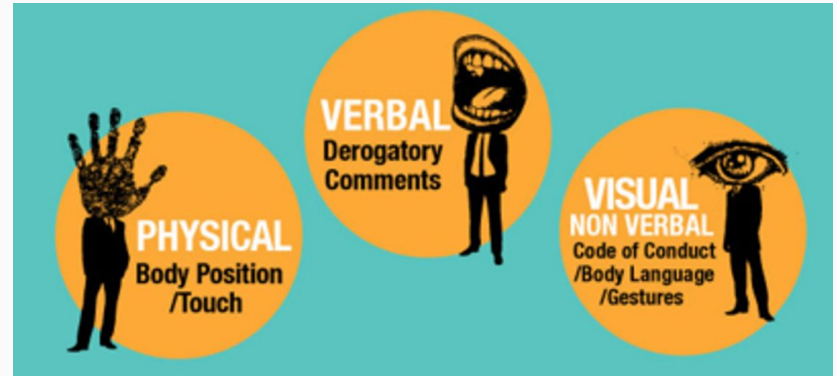 PHYSICAL
Body Position
/Touch
VERBAL
Derogatory
Comments
VISUAL
NON VERBAL
Code of Conduct
/Body Language
/Gestures